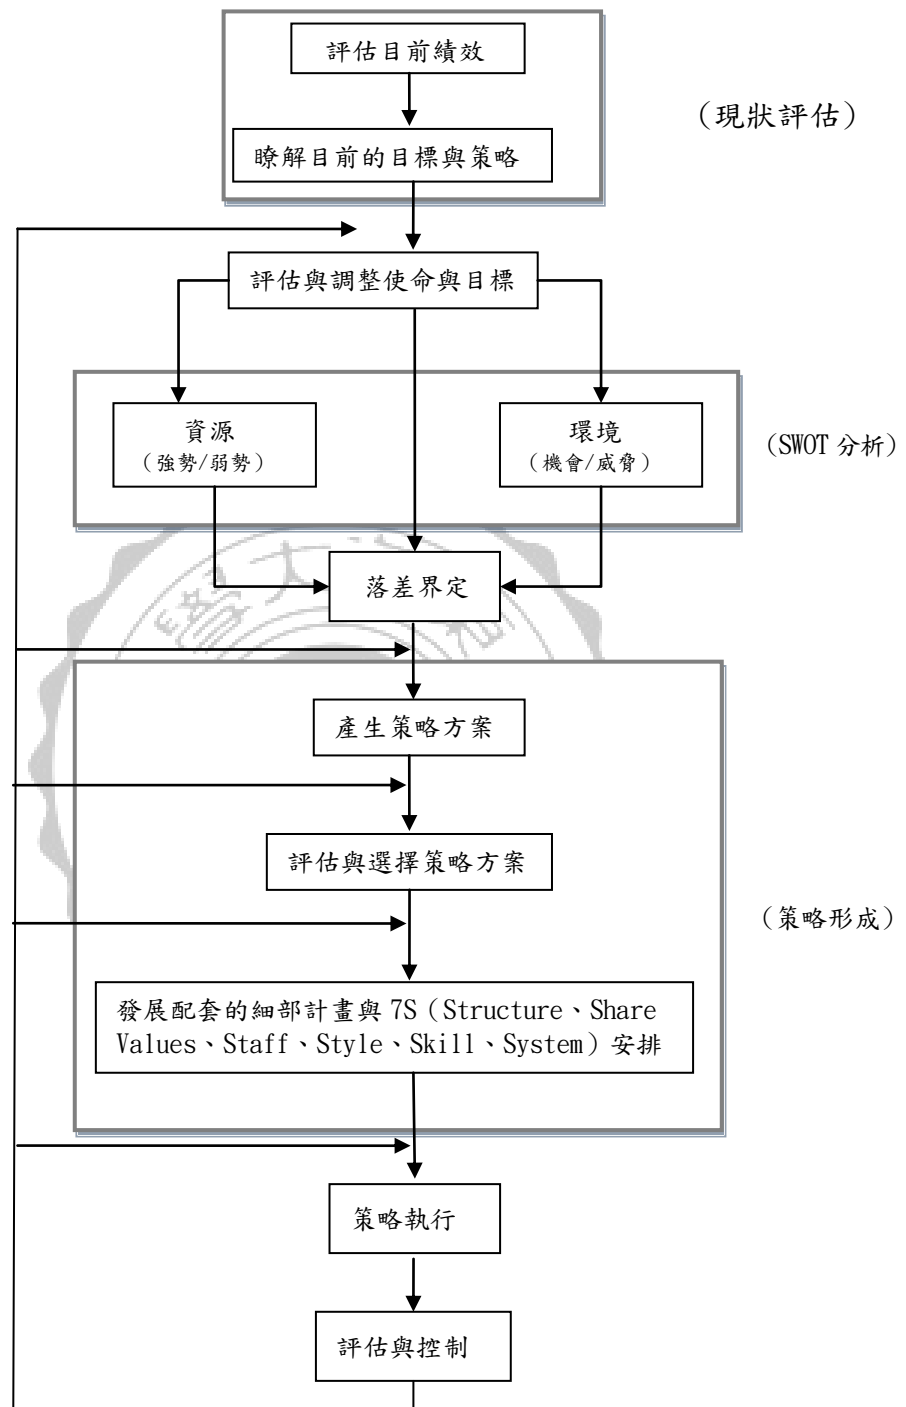 評估目前績效
（現狀評估）
瞭解目前的目標與策略
評估與調整使命與目標
資源
（強勢/弱勢）
環境
（機會/威脅）
（SWOT 分析）
落差界定
產生策略方案
評估與選擇策略方案
（策略形成）
發展配套的細部計畫與 7S（Structure、Share
Values、Staff、Style、Skill、System）安排
策略執行
評估與控制